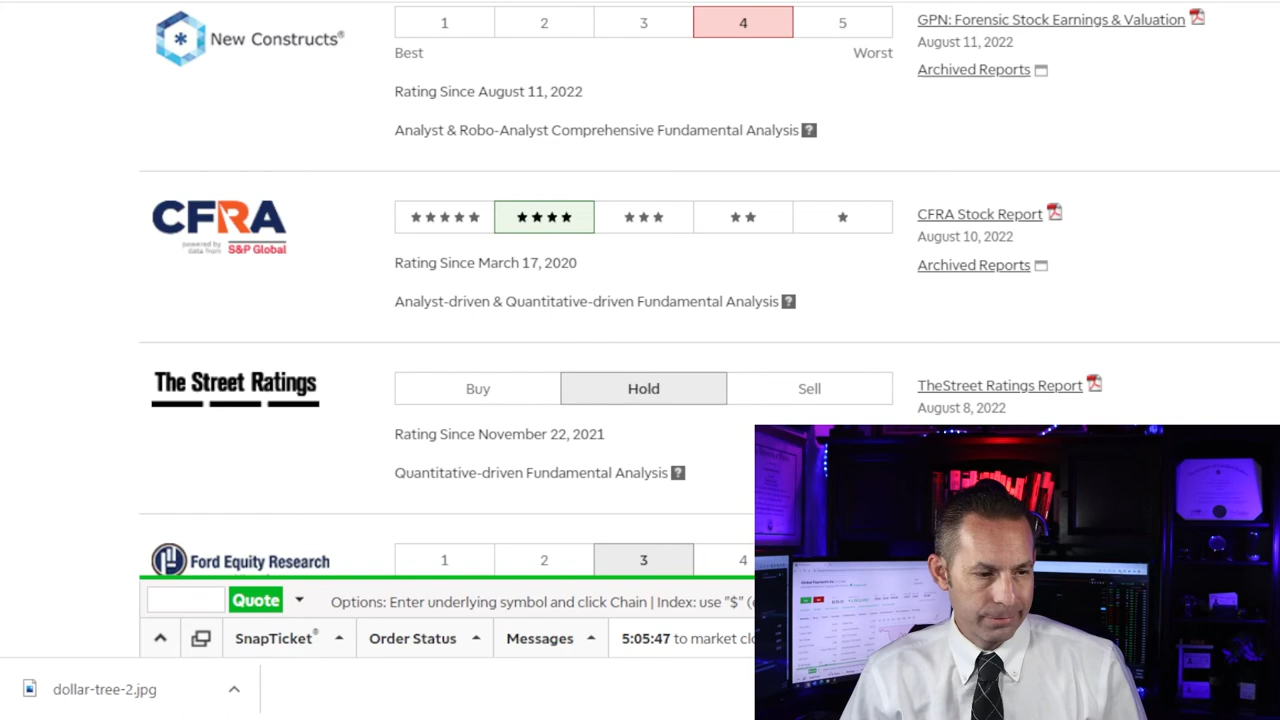 New Constructs®
1 2 3 4 5
Best Worst
Rating Since August 11, 2022
Analyst & Robo-Analyst Comprehensive Fundamental Analysis ?
GPN: Forensic Stock Earnings & Valuation
August 11, 2022
Archived Reports
CFRA
powered by
data from S&P Global
★★★★★ ★★★★ ★★★ ★★ ★
Rating Since March 17, 2020
Analyst-driven & Quantitative-driven Fundamental Analysis ?
CFRA Stock Report
August 10, 2022
Archived Reports
The Street Ratings
Buy Hold Sell
Rating Since November 22, 2021
Quantitative-driven Fundamental Analysis ?
TheStreet Ratings Report
August 8, 2022
Ford Equity Research
1 2 3 4
Quote Options: Enter underlying symbol and click Chain | Index: use "$" (
SnapTicket® Order Status Messages 5:05:47 to market clo
dollar-tree-2.jpg